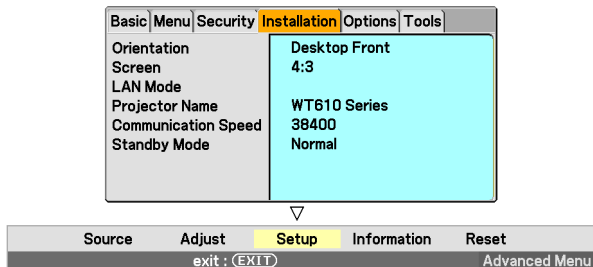 Basic Menu Security Installation Options Tools
Orientation Desktop Front
Screen 4:3
LAN Mode
Projector Name WT610 Series
Communication Speed 38400
Standby Mode Normal
Source Adjust Setup Information Reset
exit : (EXIT) Advanced Menu